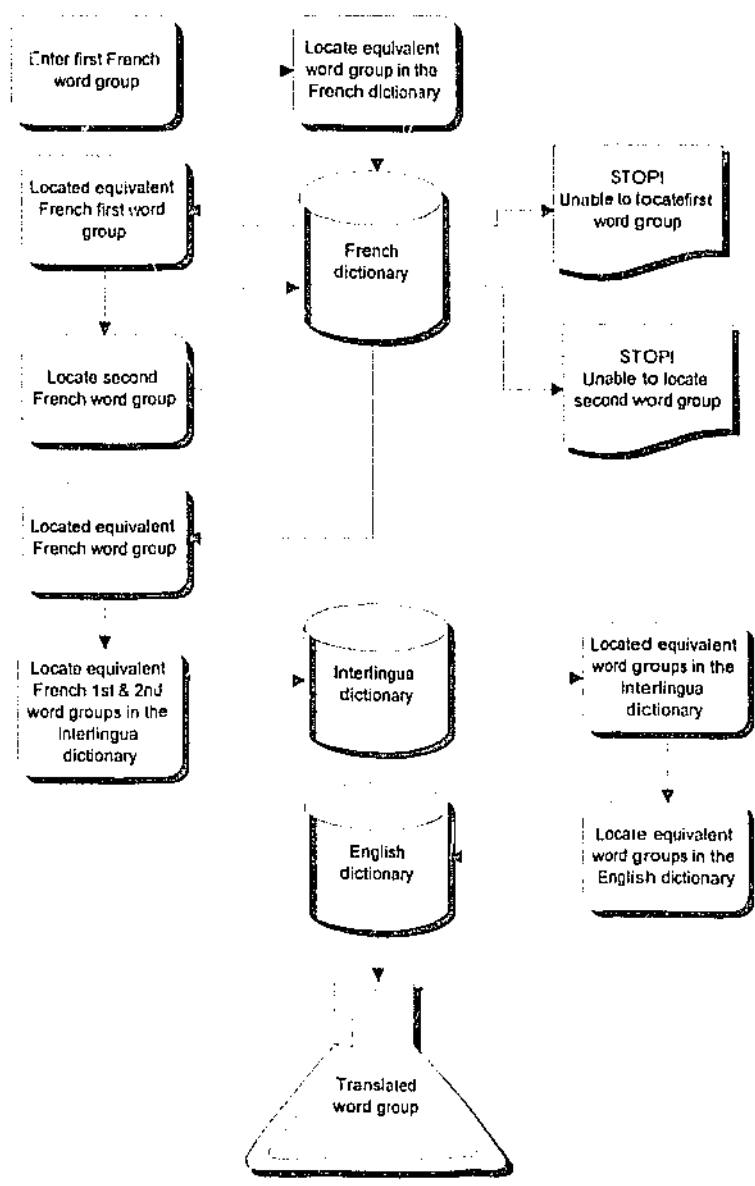 Enter first French
word group
Locate equivalent
word group in the
French dictionary
Located equivalent
French first word
group
French
dictionary
STOP!
Unable to locatefirst
word group
Locate second
French word group
STOP!
Unable to locate
second word group
Located equivalent
French word group
Locate equivalent
French 1st & 2nd
word groups in the
Interlingua
dictionary
Interlingua
dictionary
Located equivalent
word groups in the
Interlingua
dictionary
English
dictionary
Locate equivalent
word groups in the
English dictionary
Translated
word group